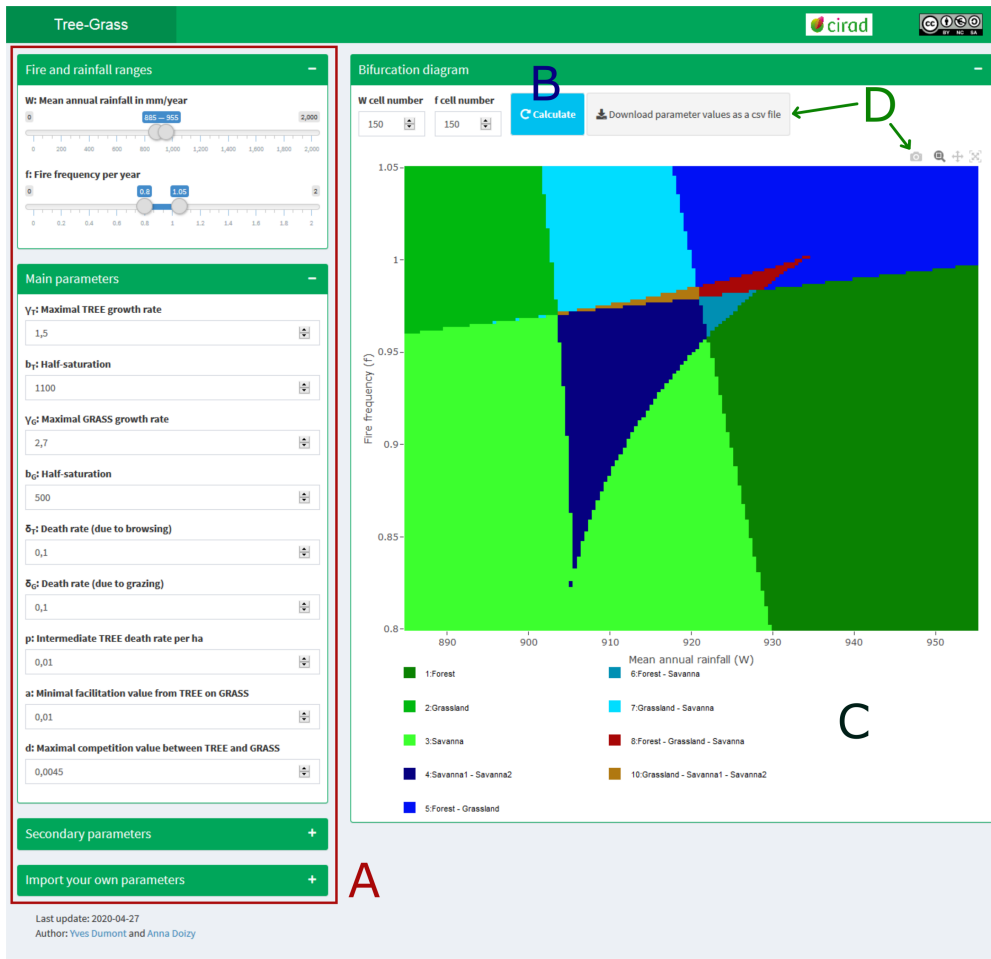 Tree-Grass
cirad
cc
BY NC SA
Fire and rainfall ranges
W: Mean annual rainfall in mm/year
0 885 — 955 2,000
0 200 400 600 800 1,000 1,200 1,400 1,600 1,800 2,000
f: Fire frequency per year
0 0.8 1.05 2
0 0.2 0.4 0.6 0.8 1 1.2 1.4 1.6 1.8 2
Main parameters
γT: Maximal TREE growth rate
1,5
bT: Half-saturation
1100
γG: Maximal GRASS growth rate
2,7
bG: Half-saturation
500
δT: Death rate (due to browsing)
0,1
δG: Death rate (due to grazing)
0,1
p: Intermediate TREE death rate per ha
0,01
a: Minimal facilitation value from TREE on GRASS
0,01
d: Maximal competition value between TREE and GRASS
0,0045
Secondary parameters
Import your own parameters
A
Last update: 2020-04-27
Author: Yves Dumont and Anna Doizy
Bifurcation diagram
B
W cell number f cell number
150 150
Calculate
Download parameter values as a csv file
D
1.05
1
0.95
0.9
0.85
0.8
Fire frequency (f)
890 900 910 920 930 940 950
Mean annual rainfall (W)
1:Forest
2:Grassland
3:Savanna
4:Savanna1 - Savanna2
5:Forest - Grassland
6:Forest - Savanna
7:Grassland - Savanna
8:Forest - Grassland - Savanna
10:Grassland - Savanna1 - Savanna2
C